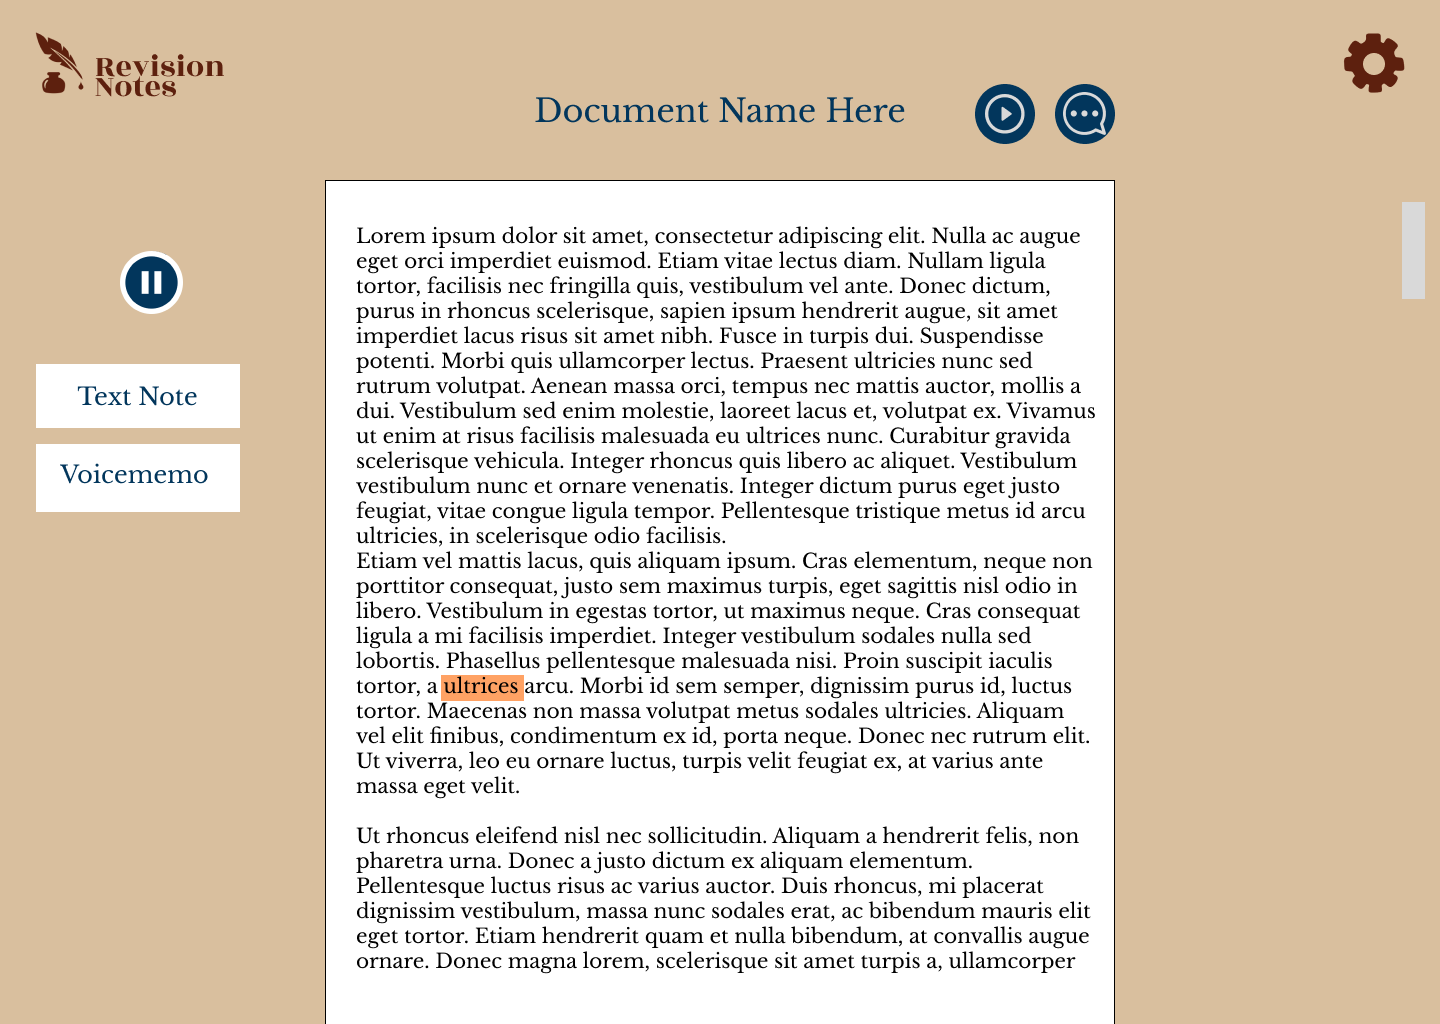 Revision
Notes
Document Name Here
Text Note
Voicememo
Lorem ipsum dolor sit amet, consectetur adipiscing elit. Nulla ac augue
eget orci imperdiet euismod. Etiam vitae lectus diam. Nullam ligula
tortor, facilisis nec fringilla quis, vestibulum vel ante. Donec dictum,
purus in rhoncus scelerisque, sapien ipsum hendrerit augue, sit amet
imperdiet lacus risus sit amet nibh. Fusce in turpis dui. Suspendisse
potenti. Morbi quis ullamcorper lectus. Praesent ultricies nunc sed
rutrum volutpat. Aenean massa orci, tempus nec mattis auctor, mollis a
dui. Vestibulum sed enim molestie, laoreet lacus et, volutpat ex. Vivamus
ut enim at risus facilisis malesuada eu ultrices nunc. Curabitur gravida
scelerisque vehicula. Integer rhoncus quis libero ac aliquet. Vestibulum
vestibulum nunc et ornare venenatis. Integer dictum purus eget justo
feugiat, vitae congue ligula tempor. Pellentesque tristique metus id arcu
ultricies, in scelerisque odio facilisis.
Etiam vel mattis lacus, quis aliquam ipsum. Cras elementum, neque non
porttitor consequat, justo sem maximus turpis, eget sagittis nisl odio in
libero. Vestibulum in egestas tortor, ut maximus neque. Cras consequat
ligula a mi facilisis imperdiet. Integer vestibulum sodales nulla sed
lobortis. Phasellus pellentesque malesuada nisi. Proin suscipit iaculis
tortor, a ultrices arcu. Morbi id sem semper, dignissim purus id, luctus
tortor. Maecenas non massa volutpat metus sodales ultricies. Aliquam
vel elit finibus, condimentum ex id, porta neque. Donec nec rutrum elit.
Ut viverra, leo eu ornare luctus, turpis velit feugiat ex, at varius ante
massa eget velit.
Ut rhoncus eleifend nisl nec sollicitudin. Aliquam a hendrerit felis, non
pharetra urna. Donec a justo dictum ex aliquam elementum.
Pellentesque luctus risus ac varius auctor. Duis rhoncus, mi placerat
dignissim vestibulum, massa nunc sodales erat, ac bibendum mauris elit
eget tortor. Etiam hendrerit quam et nulla bibendum, at convallis augue
ornare. Donec magna lorem, scelerisque sit amet turpis a, ullamcorper